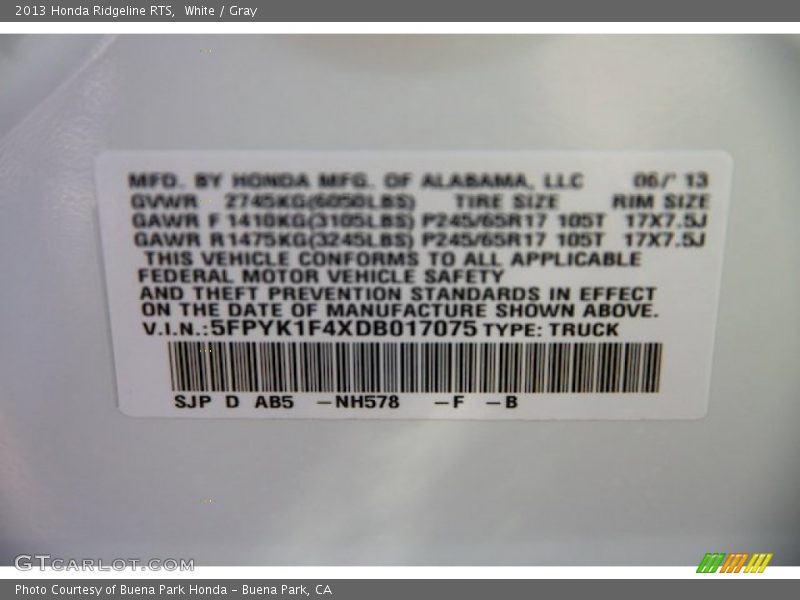 2013 Honda Ridgeline RTS, White / Gray
MFD. BY HONDA MFG. OF ALABAMA, LLC 06/' 13
GVWR 2745KG(6050LBS) TIRE SIZE RIM SIZE
GAWR F 1410KG(3105LBS) P245/65R17 105T 17X7.5J
GAWR R1475KG(3245LBS) P245/65R17 105T 17X7.5J
THIS VEHICLE CONFORMS TO ALL APPLICABLE
FEDERAL MOTOR VEHICLE SAFETY
AND THEFT PREVENTION STANDARDS IN EFFECT
ON THE DATE OF MANUFACTURE SHOWN ABOVE.
V.I.N.:5FPYK1F4XDB017075 TYPE: TRUCK
SJP D AB5 -NH578 -F -B
GTCARLOT.COM
Photo Courtesy of Buena Park Honda - Buena Park, CA